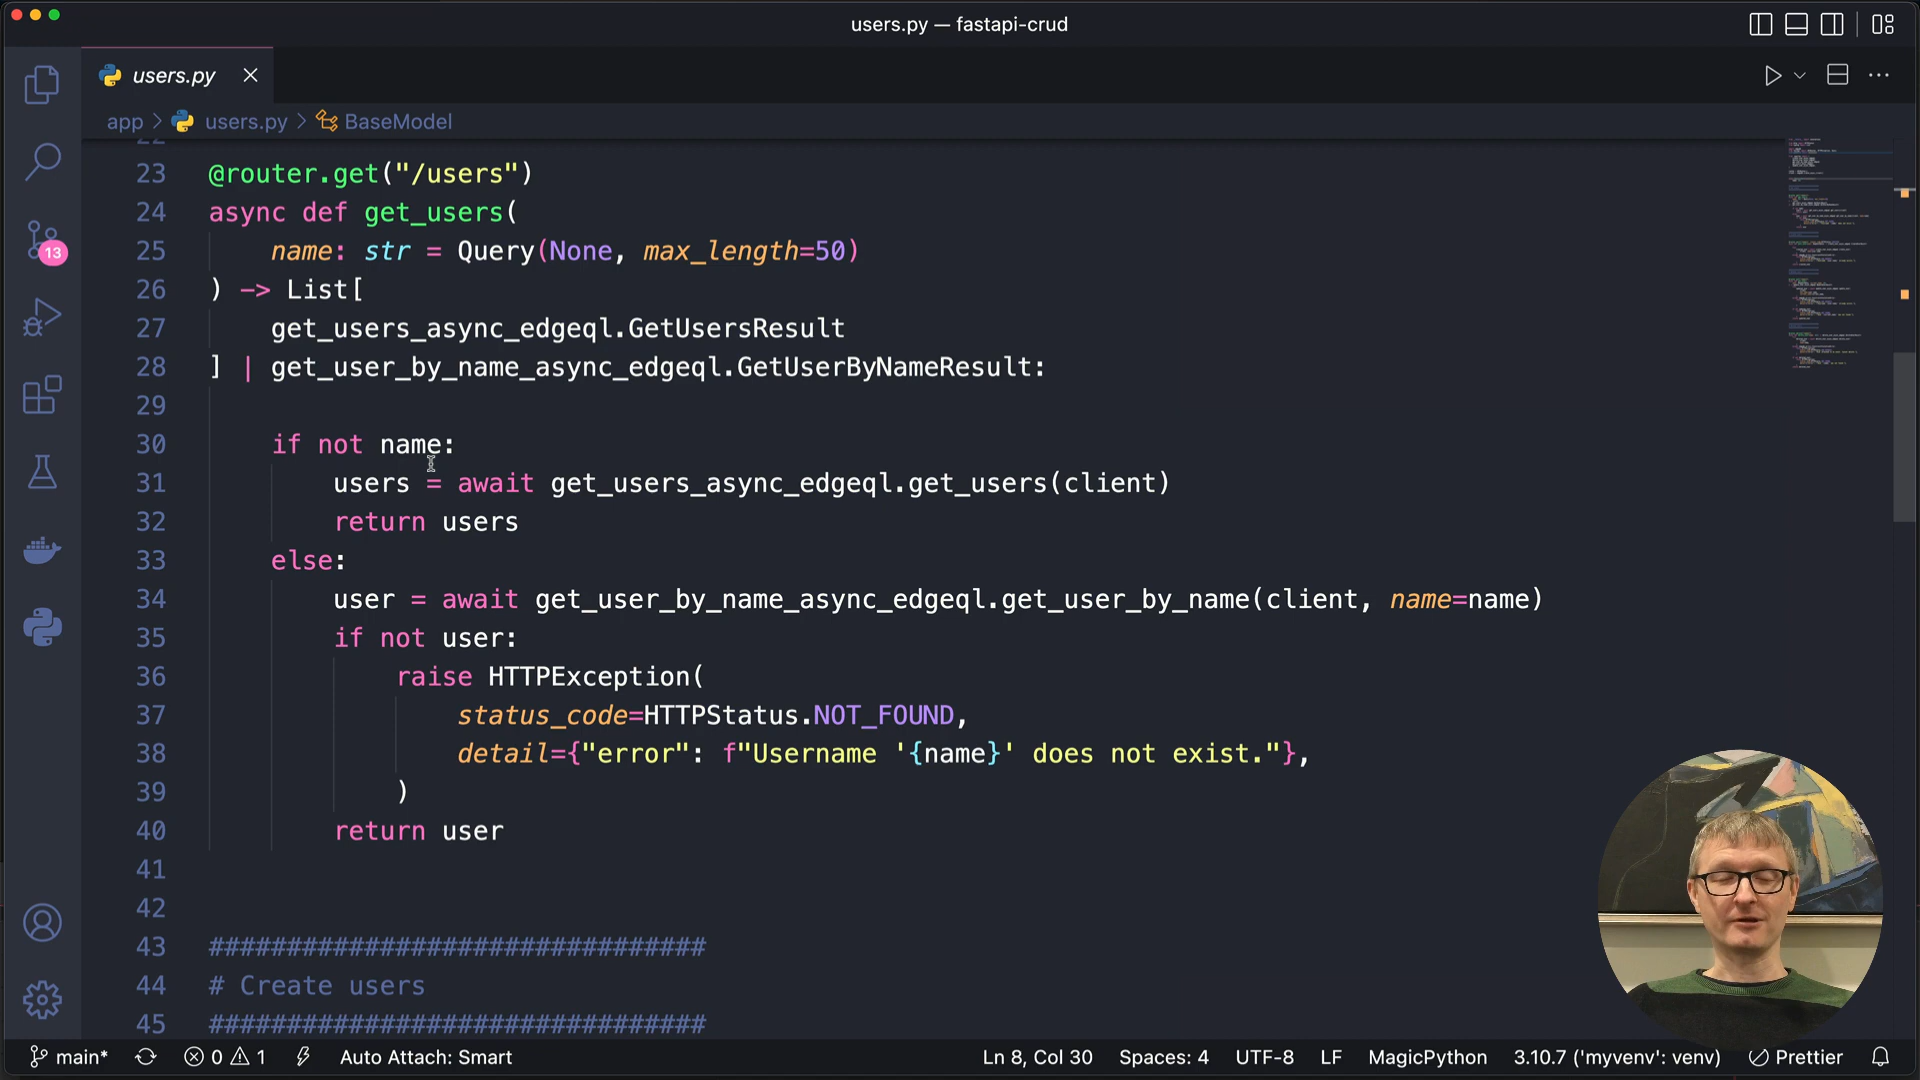 users.py — fastapi-crud
users.py
app > users.py > BaseModel
22
23 @router.get("/users")
24 async def get_users(
25 name: str = Query(None, max_length=50)
26 ) -> List[
27 get_users_async_edgeql.GetUsersResult
28 ] | get_user_by_name_async_edgeql.GetUserByNameResult:
29
30 if not name:
31 users = await get_users_async_edgeql.get_users(client)
32 return users
33 else:
34 user = await get_user_by_name_async_edgeql.get_user_by_name(client, name=name)
35 if not user:
36 raise HTTPException(
37 status_code=HTTPStatus.NOT_FOUND,
38 detail={"error": f"Username '{name}' does not exist."},
39 )
40 return user
41
42
43 ################################
44 # Create users
45 ################################
13
main* 0 1 Auto Attach: Smart Ln 8, Col 30 Spaces: 4 UTF-8 LF MagicPython 3.10.7 ('myvenv': venv) Prettier